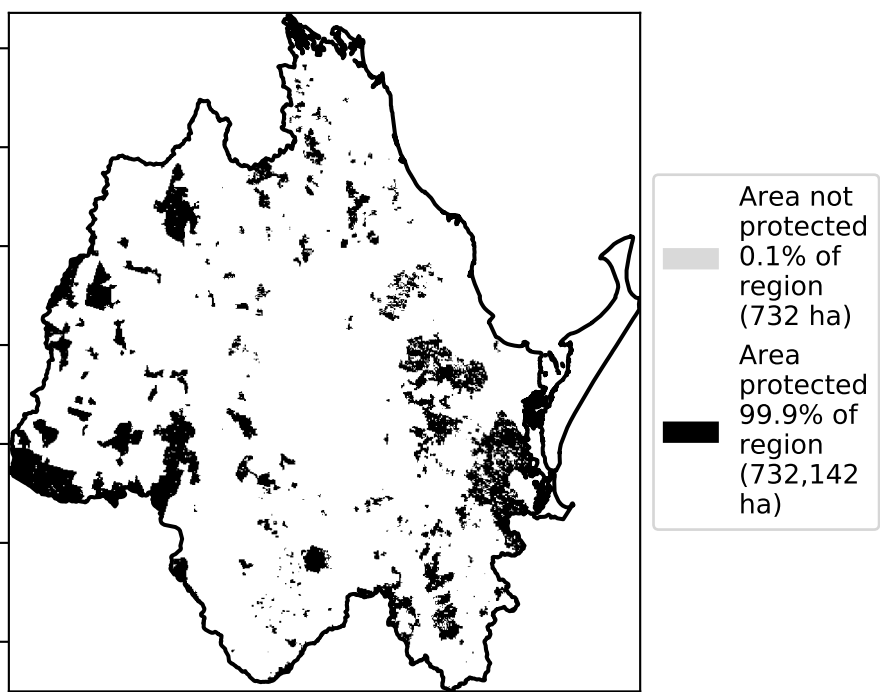 Area not
protected
0.1% of
region
(732 ha)
Area
protected
99.9% of
region
(732,142
ha)